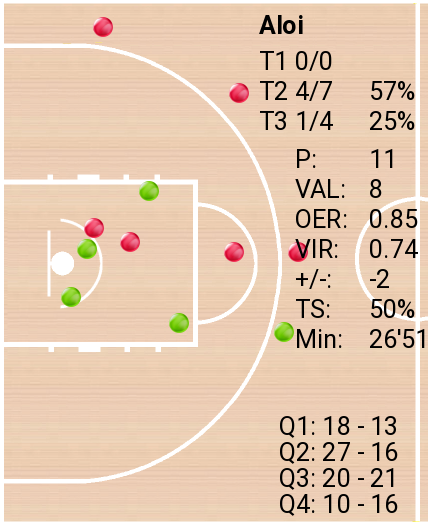 Aloi
T1 0/0
T2 4/7 57%
T3 1/4 25%
P: 11
VAL: 8
OER: 0.85
VIR: 0.74
+/-: -2
TS: 50%
Min: 26'51
Q1: 18 - 13
Q2: 27 - 16
Q3: 20 - 21
Q4: 10 - 16